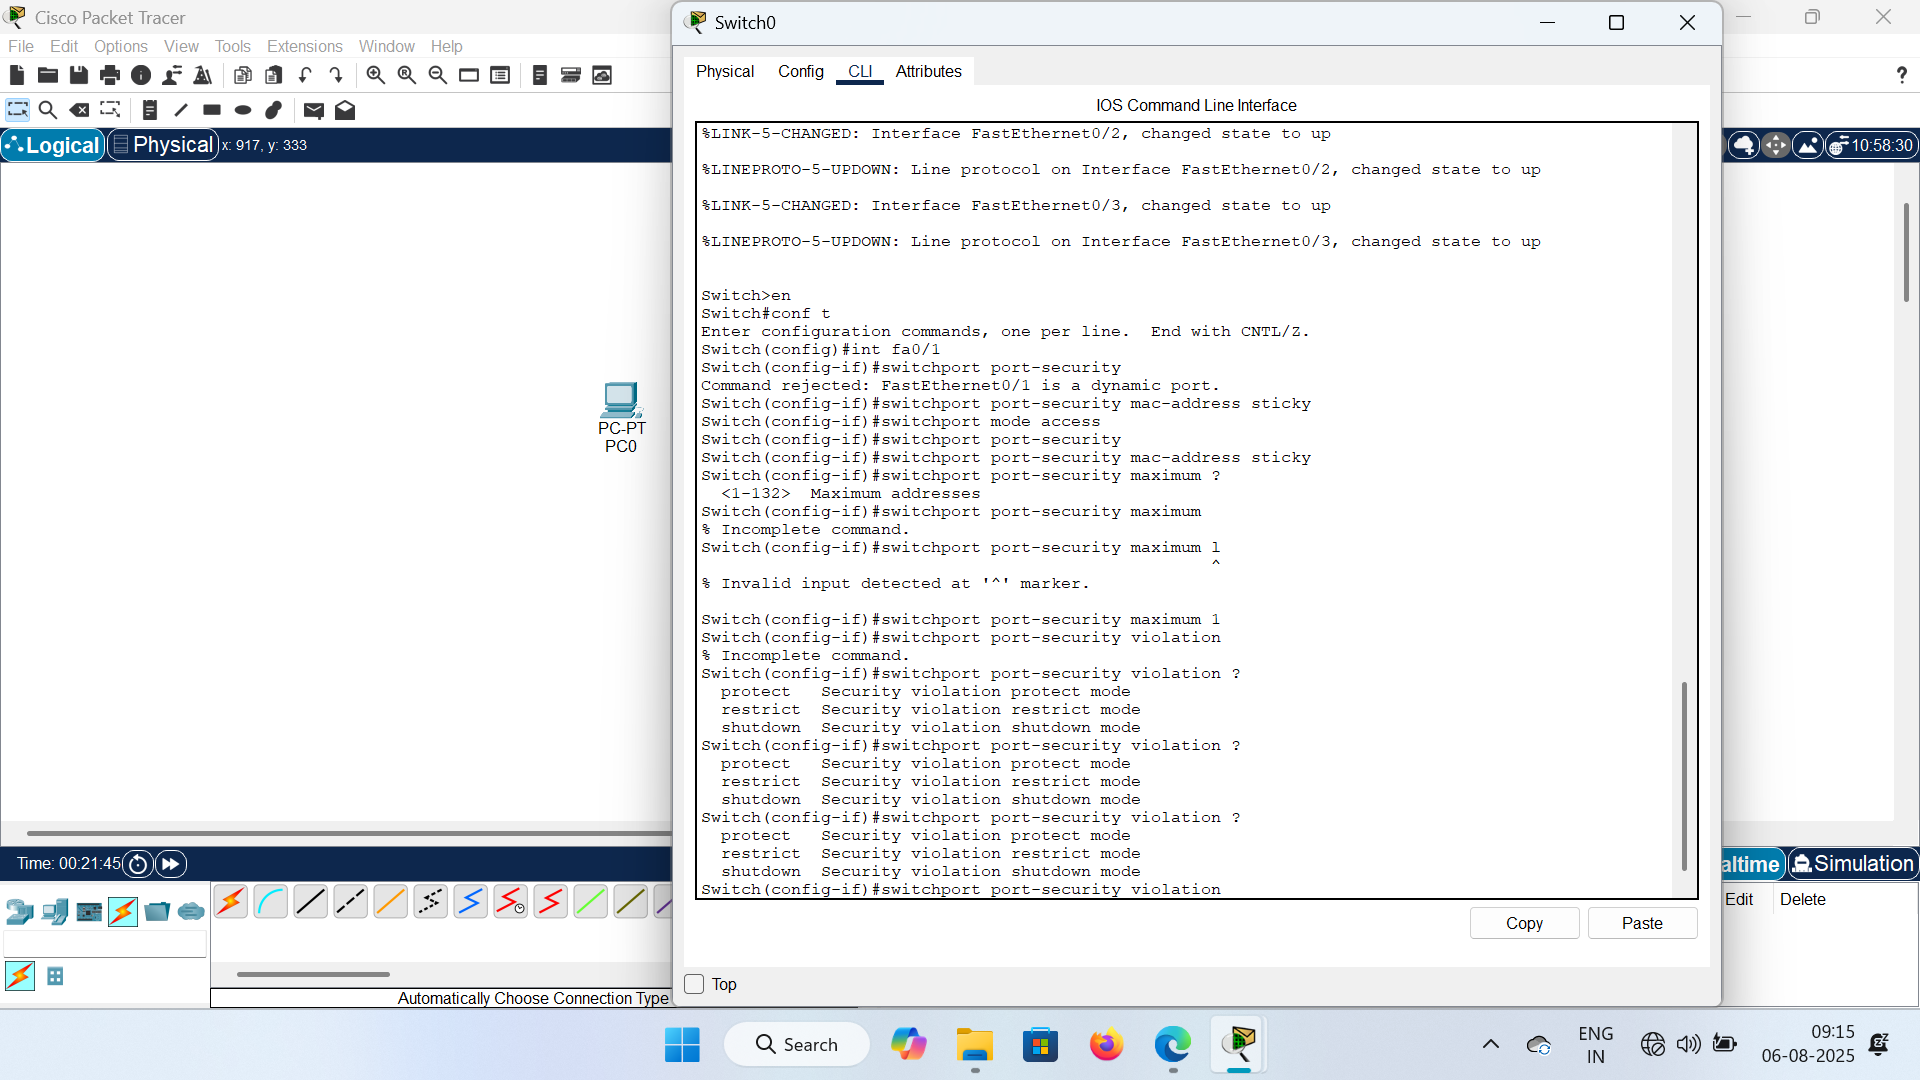 Cisco Packet Tracer
File Edit Options View Tools Extensions Window Help
Logical Physical x: 917, y: 333
PC-PT
PC0
Time: 00:21:45
Automatically Choose Connection Type
Switch0
Physical Config CLI Attributes
IOS Command Line Interface
%LINK-5-CHANGED: Interface FastEthernet0/2, changed state to up
%LINEPROTO-5-UPDOWN: Line protocol on Interface FastEthernet0/2, changed state to up
%LINK-5-CHANGED: Interface FastEthernet0/3, changed state to up
%LINEPROTO-5-UPDOWN: Line protocol on Interface FastEthernet0/3, changed state to up
Switch>en
Switch#conf t
Enter configuration commands, one per line.  End with CNTL/Z.
Switch(config)#int fa0/1
Switch(config-if)#switchport port-security
Command rejected: FastEthernet0/1 is a dynamic port.
Switch(config-if)#switchport port-security mac-address sticky
Switch(config-if)#switchport mode access
Switch(config-if)#switchport port-security
Switch(config-if)#switchport port-security mac-address sticky
Switch(config-if)#switchport port-security maximum ?
<1-132>  Maximum addresses
Switch(config-if)#switchport port-security maximum
% Incomplete command.
Switch(config-if)#switchport port-security maximum l
^
% Invalid input detected at '^' marker.
Switch(config-if)#switchport port-security maximum 1
Switch(config-if)#switchport port-security violation
% Incomplete command.
Switch(config-if)#switchport port-security violation ?
protect   Security violation protect mode
restrict  Security violation restrict mode
shutdown  Security violation shutdown mode
Switch(config-if)#switchport port-security violation ?
protect   Security violation protect mode
restrict  Security violation restrict mode
shutdown  Security violation shutdown mode
Switch(config-if)#switchport port-security violation ?
protect   Security violation protect mode
restrict  Security violation restrict mode
shutdown  Security violation shutdown mode
Switch(config-if)#switchport port-security violation
Copy Paste
Top
?
10:58:30
altime Simulation
Edit Delete
Search
ENG
IN
09:15
06-08-2025